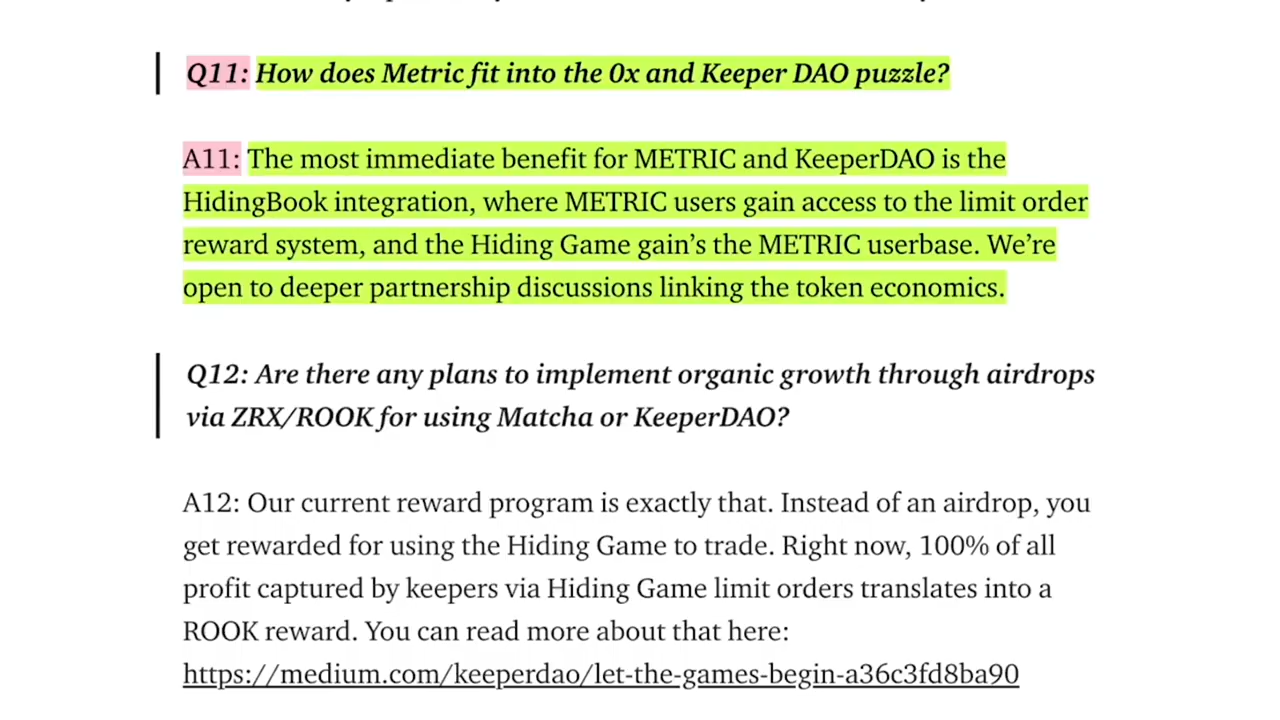 Q11: How does Metric fit into the 0x and Keeper DAO puzzle?
A11: The most immediate benefit for METRIC and KeeperDAO is the
HidingBook integration, where METRIC users gain access to the limit order
reward system, and the Hiding Game gain’s the METRIC userbase. We’re
open to deeper partnership discussions linking the token economics.
Q12: Are there any plans to implement organic growth through airdrops
via ZRX/ROOK for using Matcha or KeeperDAO?
A12: Our current reward program is exactly that. Instead of an airdrop, you
get rewarded for using the Hiding Game to trade. Right now, 100% of all
profit captured by keepers via Hiding Game limit orders translates into a
ROOK reward. You can read more about that here:
https://medium.com/keeperdao/let-the-games-begin-a36c3fd8ba90